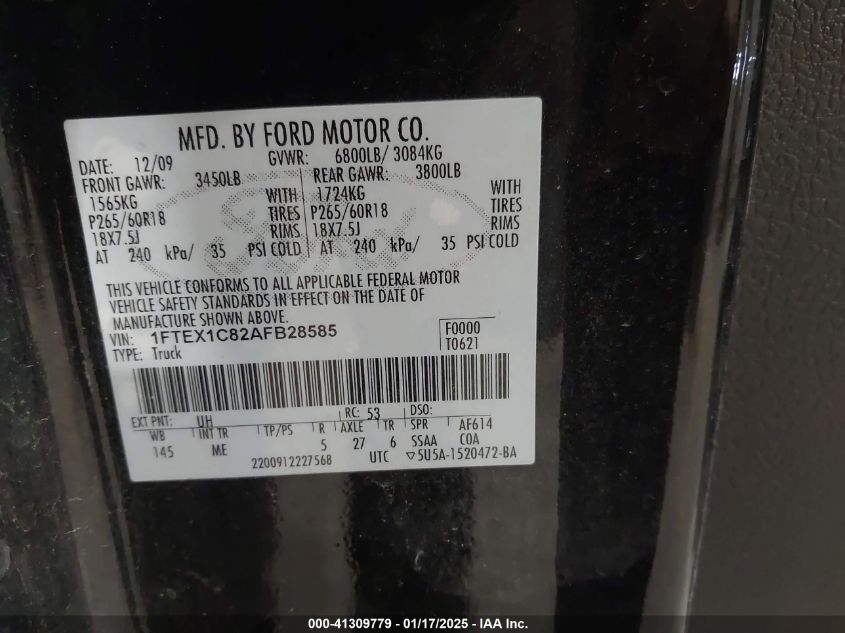 MFD. BY FORD MOTOR CO.
DATE: 12/09 GVWR: 6800LB/ 3084KG
FRONT GAWR: 3450LB REAR GAWR: 3800LB
1565KG WITH 1724KG WITH
P265/60R18 TIRES P265/60R18 TIRES
18X7.5J RIMS 18X7.5J RIMS
AT 240 kPa/ 35 PSI COLD AT 240 kPa/ 35 PSI COLD
Ford
THIS VEHICLE CONFORMS TO ALL APPLICABLE FEDERAL MOTOR
VEHICLE SAFETY STANDARDS IN EFFECT ON THE DATE OF
MANUFACTURE SHOWN ABOVE.
VIN: 1FTEX1C82AFB28585 F0000
TYPE: Truck T0621
EXT PNT: UH RC: 53 DSO:
WB INT TR TP/PS R AXLE TR SPR AF614
145 ME 5 27 6 SSAA COA
2200912227568 UTC ▽5U5A-1520472-BA
000-41309779 - 01/17/2025 - IAA Inc.